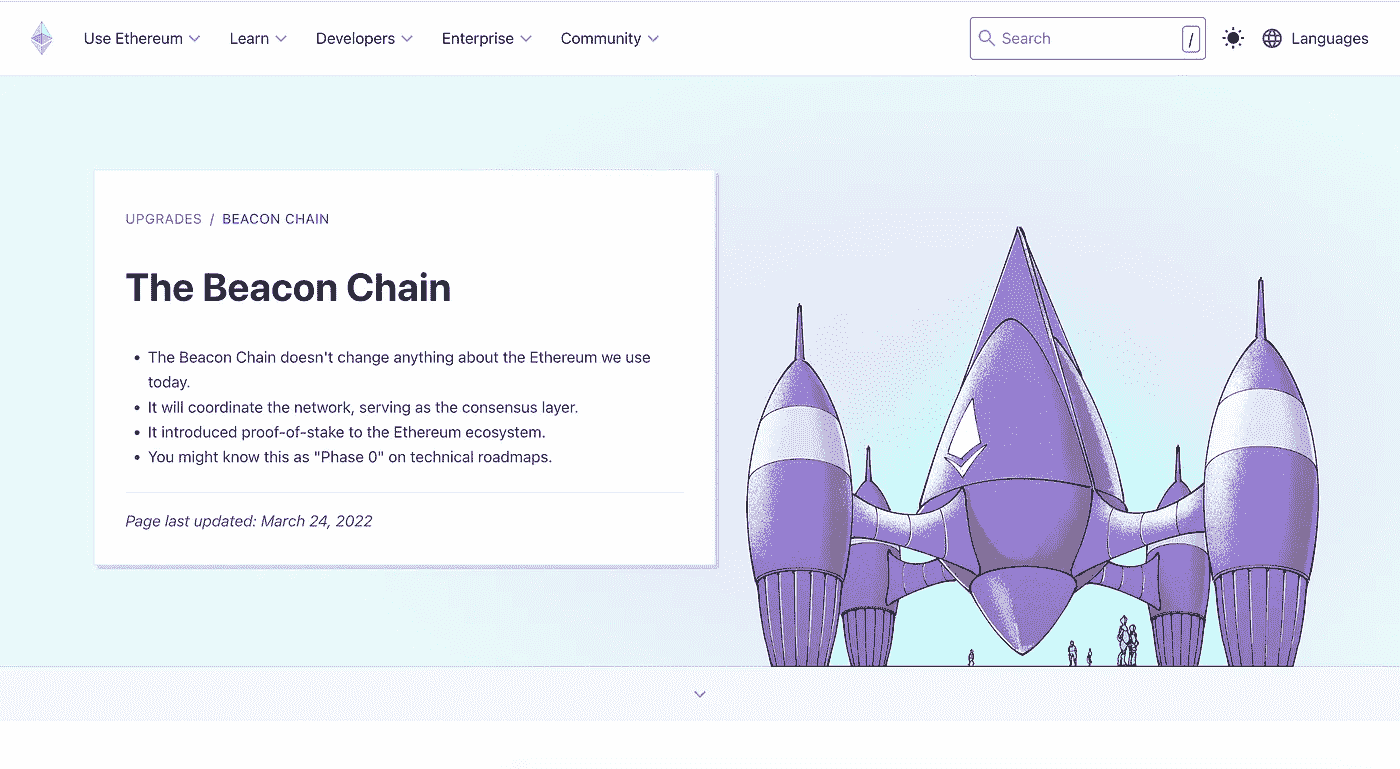 Use Ethereum Learn Developers Enterprise Community Search / Languages
UPGRADES / BEACON CHAIN
The Beacon Chain
• The Beacon Chain doesn't change anything about the Ethereum we use
today.
• It will coordinate the network, serving as the consensus layer.
• It introduced proof-of-stake to the Ethereum ecosystem.
• You might know this as "Phase 0" on technical roadmaps.
Page last updated: March 24, 2022